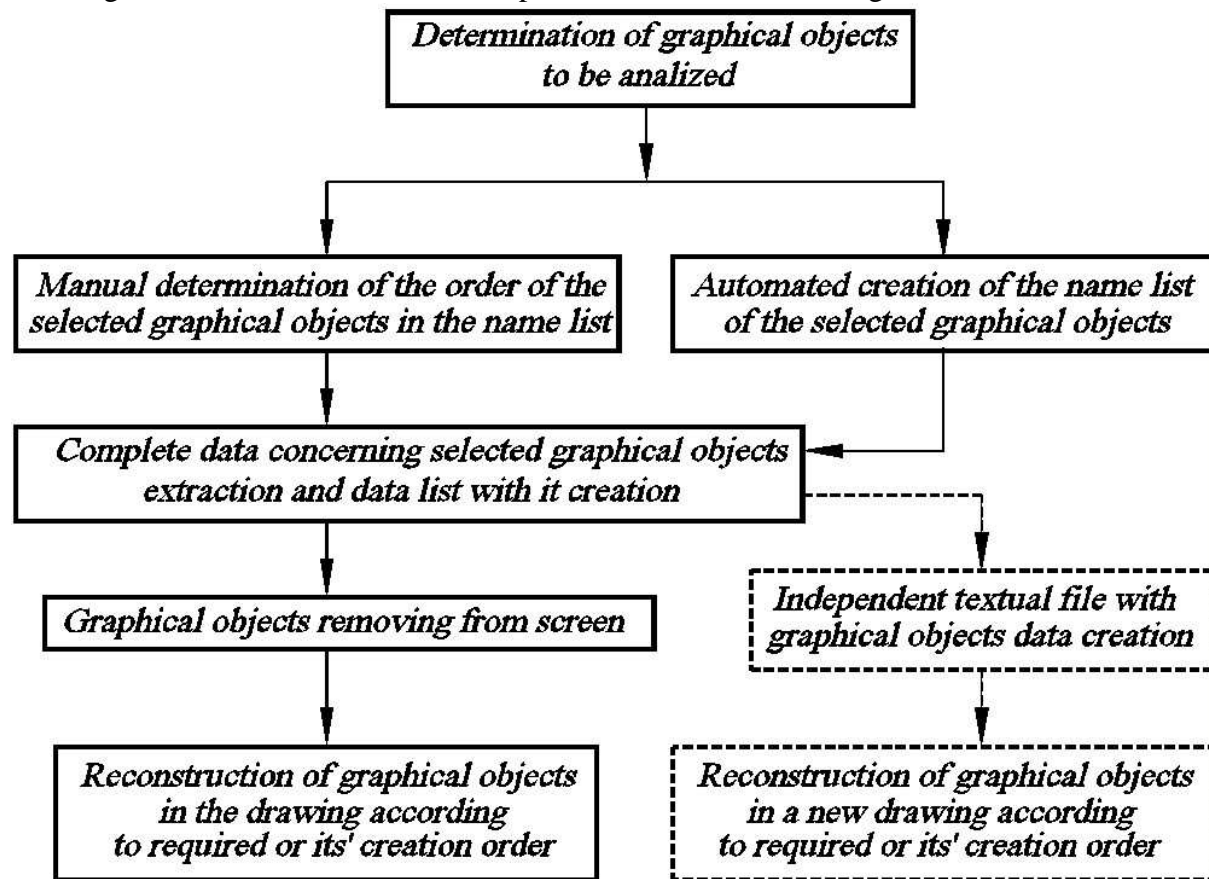 Determination of graphical objects
to be analized
Manual determination of the order of the
selected graphical objects in the name list
Automated creation of the name list
of the selected graphical objects
Complete data concerning selected graphical objects
extraction and data list with it creation
Independent textual file with
graphical objects data creation
Graphical objects removing from screen
Reconstruction of graphical objects
in the drawing according
to required or its' creation order
Reconstruction of graphical objects
in a new drawing according
to required or its' creation order